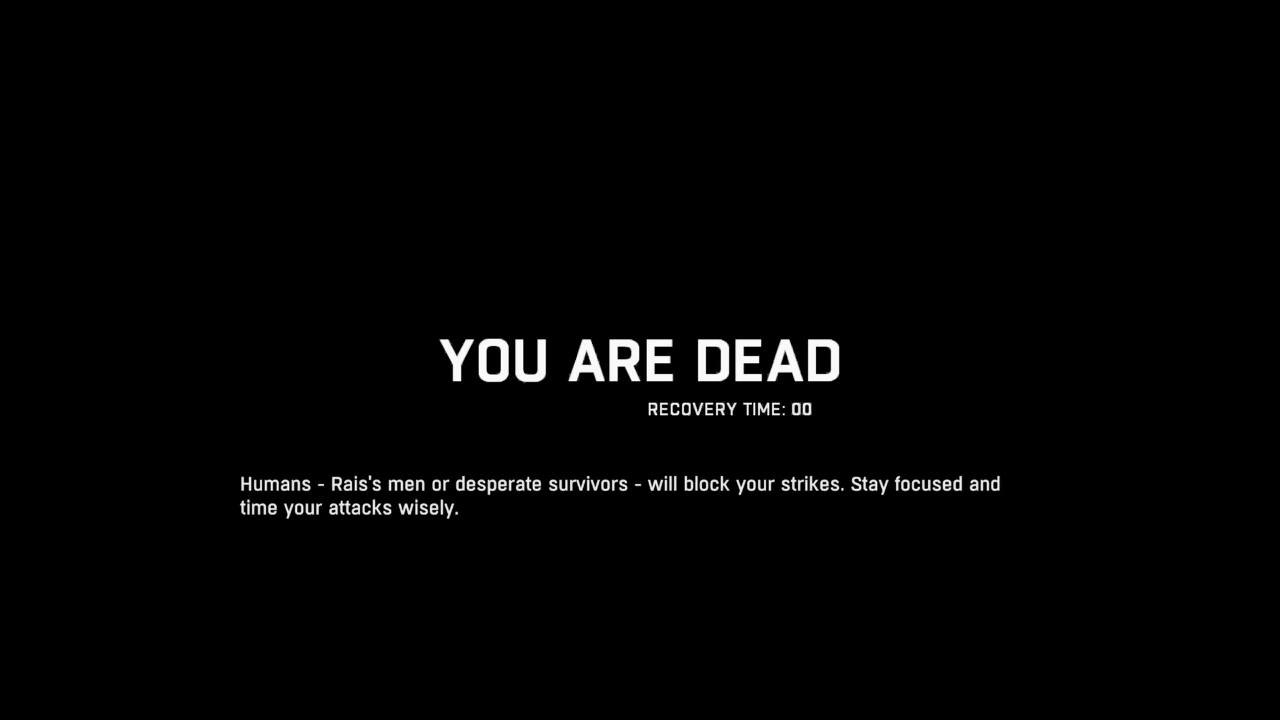 YOU ARE DEAD
RECOVERY TIME: 00
Humans - Rais's men or desperate survivors - will block your strikes. Stay focused and
time your attacks wisely.